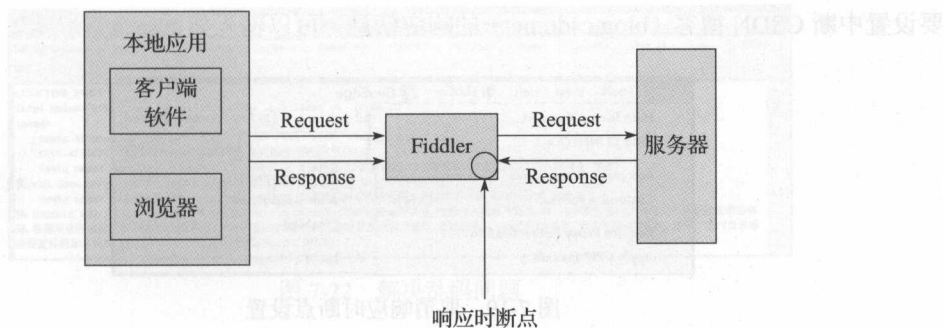 本地应用
客户端
软件
浏览器
Request
Response
Fiddler
Request
Response
服务器
响应时断点